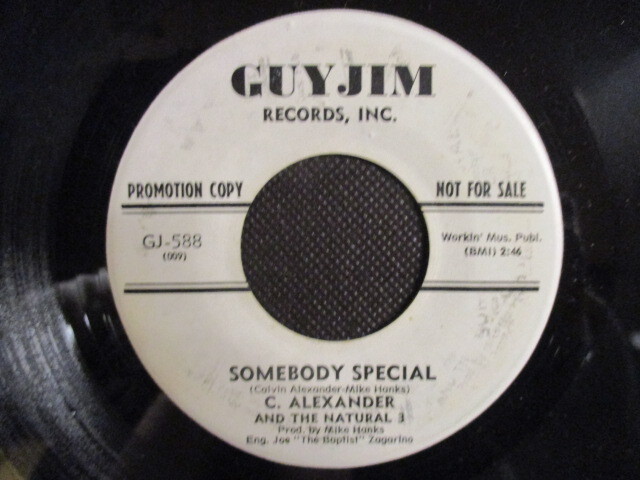 GUYJIM
RECORDS, INC.
PROMOTION COPY
NOT FOR SALE
GJ-588
(009)
Workin' Mus. Publ.
(BMI) 2:46
SOMEBODY SPECIAL
(Calvin Alexander-Mike Hanks)
C. ALEXANDER
AND THE NATURAL 3
Prod. by Mike Hanks
Eng. Joe "The Baptist" Zagarino